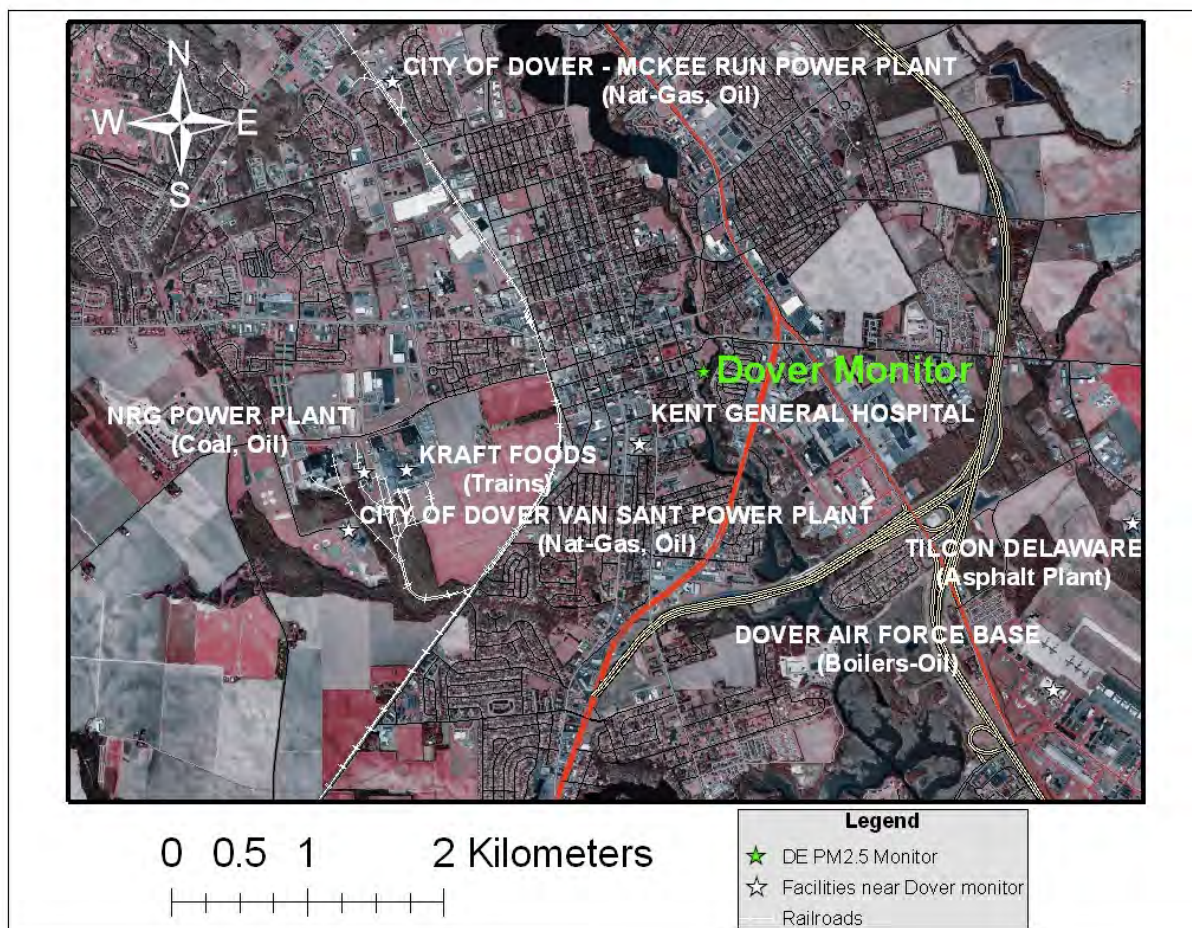 N
W E
S
CITY OF DOVER - MCKEE RUN POWER PLANT
(Nat-Gas, Oil)
Dover Monitor
KENT GENERAL HOSPITAL
NRG POWER PLANT
(Coal, Oil)
KRAFT FOODS
(Trains)
CITY OF DOVER VAN SANT POWER PLANT
(Nat-Gas, Oil)
TILCON DELAWARE
(Asphalt Plant)
DOVER AIR FORCE BASE
(Boilers-Oil)
0 0.5 1 2 Kilometers
Legend
DE PM2.5 Monitor
Facilities near Dover monitor
Railroads